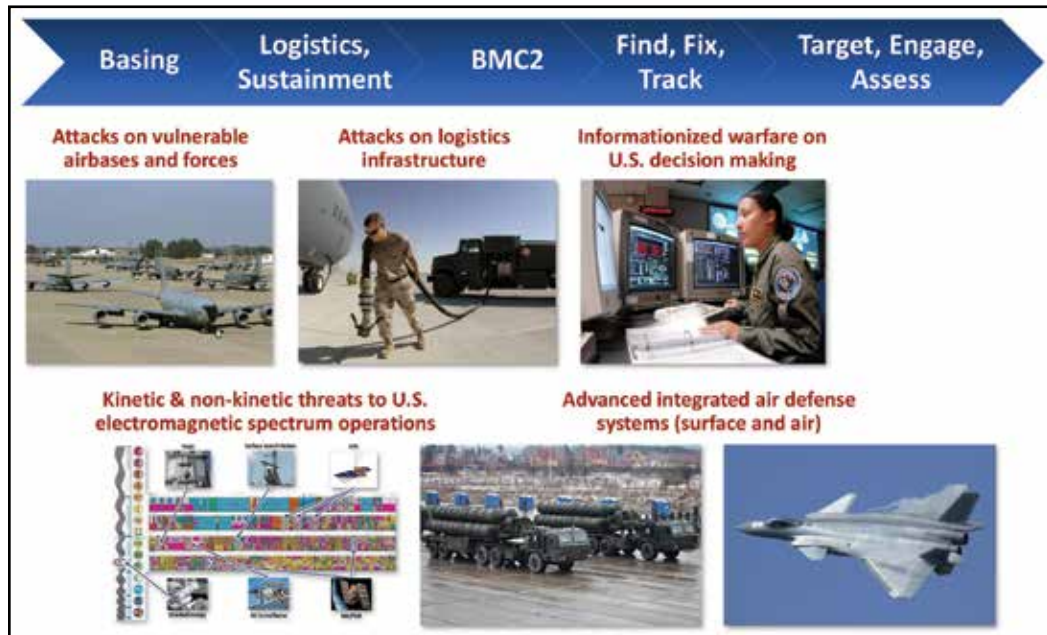 Basing
Logistics,
Sustainment
BMC2
Find, Fix,
Track
Target, Engage,
Assess
Attacks on vulnerable
airbases and forces
Attacks on logistics
infrastructure
Informationized warfare on
U.S. decision making
Kinetic & non-kinetic threats to U.S.
electromagnetic spectrum operations
Advanced integrated air defense
systems (surface and air)